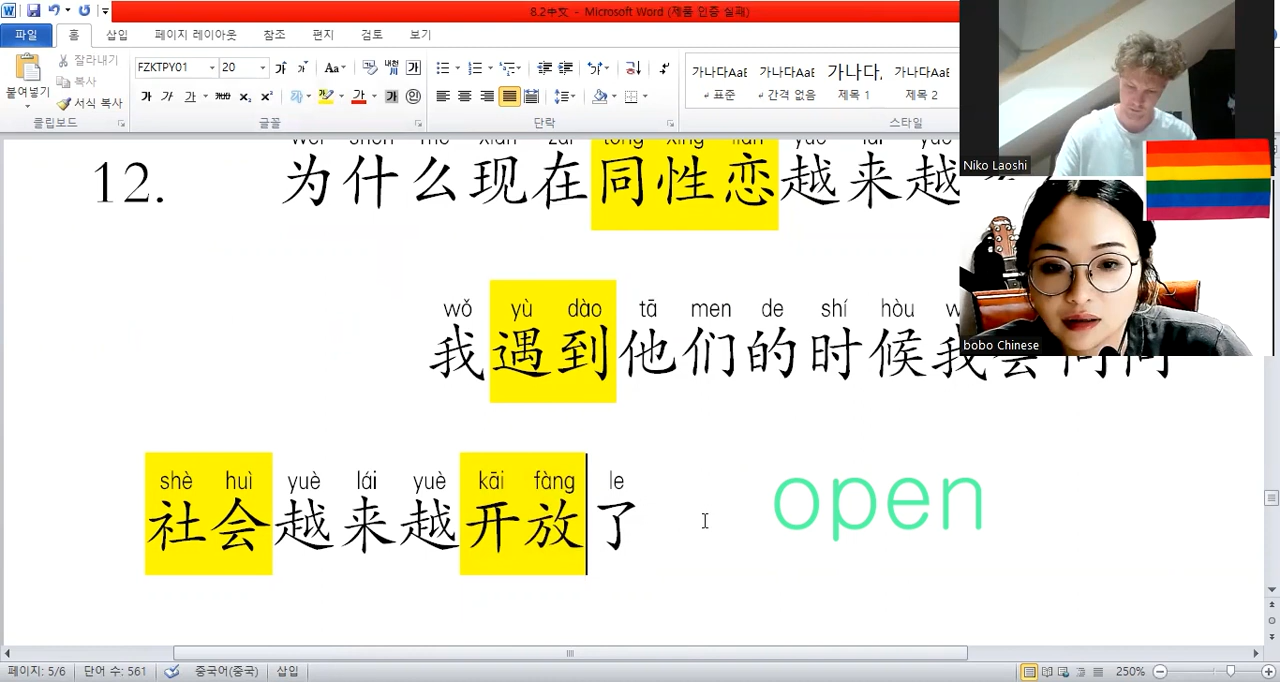 8.2中文 - Microsoft Word (제품 인증 실패)
파일 홈 삽입 페이지 레이아웃 참조 편지 검토 보기
잘라내기
복사
서식 복사
붙여넣기
FZKTPY01 20
가나다AaB 가나다AaB 가나다, 가나다AaB
표준 간격 없음 제목 1 제목 2
클립보드 글꼴 단락 스타일
Niko Laoshi
12. 为什么现在同性恋越来越
wǒ yù dào tā men de shí hòu
我遇到他们的时候我会问问
bobo Chinese
shè huì yuè lái yuè kāi fàng le
社会越来越开放了
open
페이지: 5/6 단어 수: 561 중국어(중국) 삽입 250%